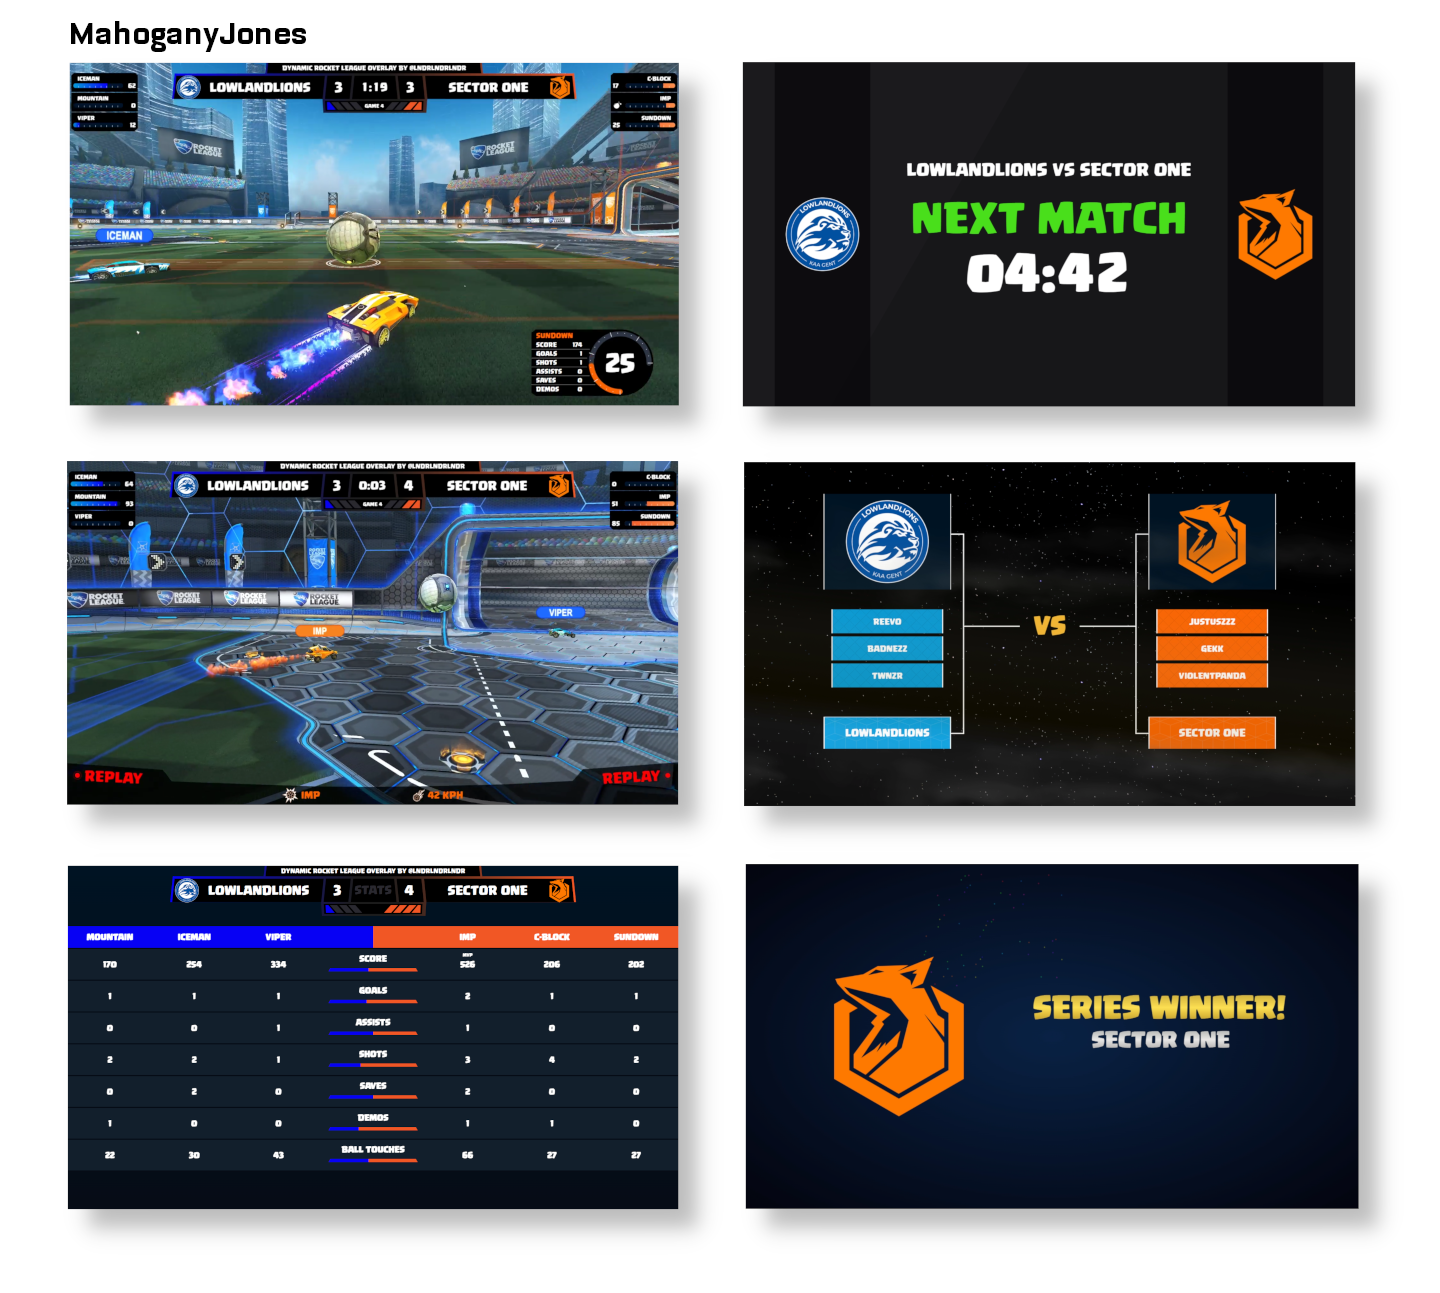 MahoganyJones
DYNAMIC ROCKET LEAGUE OVERLAY BY @LNDRLNDRLNDR
ICEMAN
62
MOUNTAIN
0
VIPER
12
LOWLANDLIONS 3 1:19 3 SECTOR ONE
GAME 4
C-BLOCK
17
IMP
SUNDOWN
25
ROCKET LEAGUE
ROCKET LEAGUE
ICEMAN
SUNDOWN
SCORE 174
GOALS 1
SHOTS 1
ASSISTS 0
SAVES 0
DEMOS 0
25
LOWLANDLIONS VS SECTOR ONE
NEXT MATCH
04:42
LOWLANDLIONS
KAA GENT
DYNAMIC ROCKET LEAGUE OVERLAY BY @LNDRLNDRLNDR
ICEMAN
64
MOUNTAIN
93
VIPER
0
LOWLANDLIONS 3 0:03 4 SECTOR ONE
GAME 4
C-BLOCK
0
IMP
51
SUNDOWN
85
ROCKET LEAGUE
ROCKET LEAGUE
ROCKET LEAGUE
ROCKET LEAGUE
ROCKET LEAGUE
VIPER
IMP
• REPLAY
REPLAY •
IMP
42 KPH
LOWLANDLIONS
KAA GENT
REEVO
BADNEZZ
TWNZR
LOWLANDLIONS
VS
JUSTUSZZZ
GEKK
VIOLENTPANDA
SECTOR ONE
DYNAMIC ROCKET LEAGUE OVERLAY BY @LNDRLNDRLNDR
LOWLANDLIONS 3 STATS 4 SECTOR ONE
MOUNTAIN ICEMAN VIPER IMP C-BLOCK SUNDOWN
MVP
170 254 334 SCORE 526 206 202
1 1 1 GOALS 2 1 1
0 0 1 ASSISTS 1 0 0
2 2 1 SHOTS 3 4 2
0 2 0 SAVES 2 0 0
1 0 0 DEMOS 1 1 0
22 30 43 BALL TOUCHES 66 27 27
SERIES WINNER!
SECTOR ONE